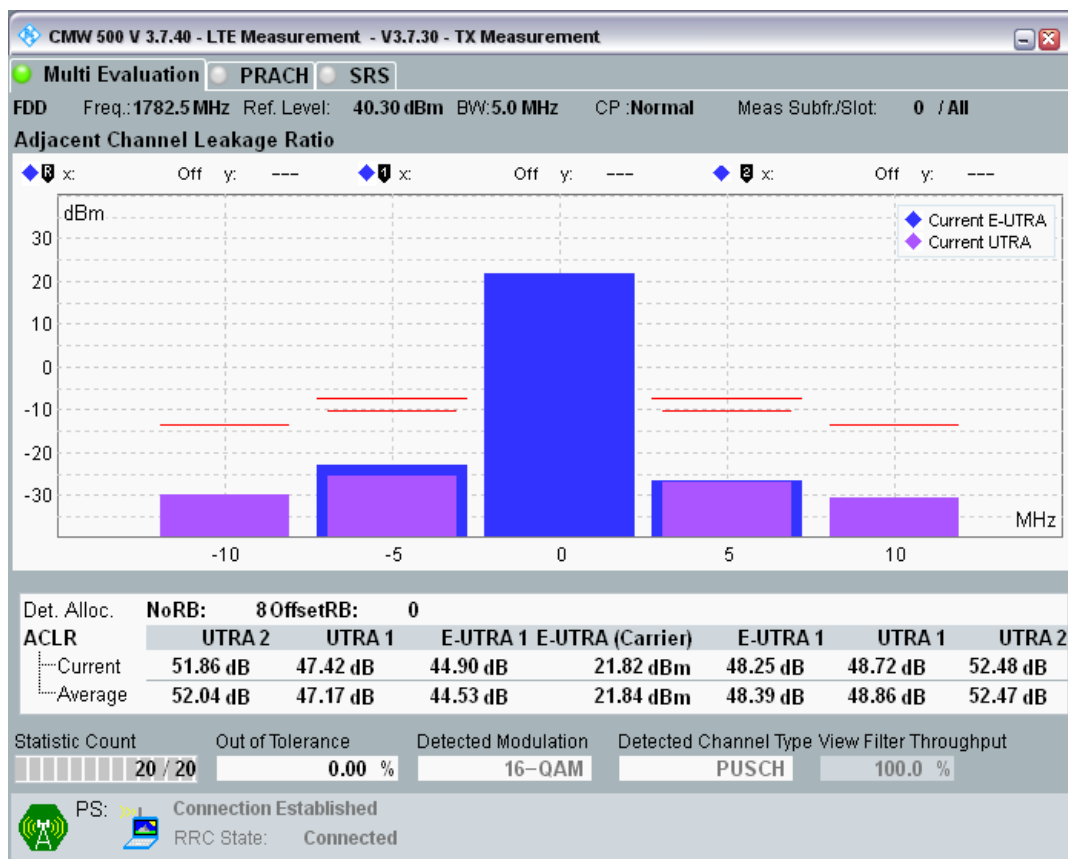 CMW 500 V 3.7.40 - LTE Measurement - V3.7.30 - TX Measurement
Multi Evaluation PRACH SRS
FDD Freq.: 1782.5 MHz Ref. Level: 40.30 dBm BW: 5.0 MHz CP : Normal Meas Subfr./Slot: 0 / All
Adjacent Channel Leakage Ratio
R x: Off y: --- 1 x: Off y: --- 2 x: Off y: ---
dBm
Current E-UTRA
Current UTRA
30
20
10
0
-10
-20
-30
MHz
-10 -5 0 5 10
Det. Alloc. NoRB: 8 OffsetRB: 0
ACLR UTRA 2 UTRA 1 E-UTRA 1 E-UTRA (Carrier) E-UTRA 1 UTRA 1 UTRA 2
Current 51.86 dB 47.42 dB 44.90 dB 21.82 dBm 48.25 dB 48.72 dB 52.48 dB
Average 52.04 dB 47.17 dB 44.53 dB 21.84 dBm 48.39 dB 48.86 dB 52.47 dB
Statistic Count Out of Tolerance Detected Modulation Detected Channel Type View Filter Throughput
20 / 20 0.00 % 16-QAM PUSCH 100.0 %
PS: Connection Established
RRC State: Connected